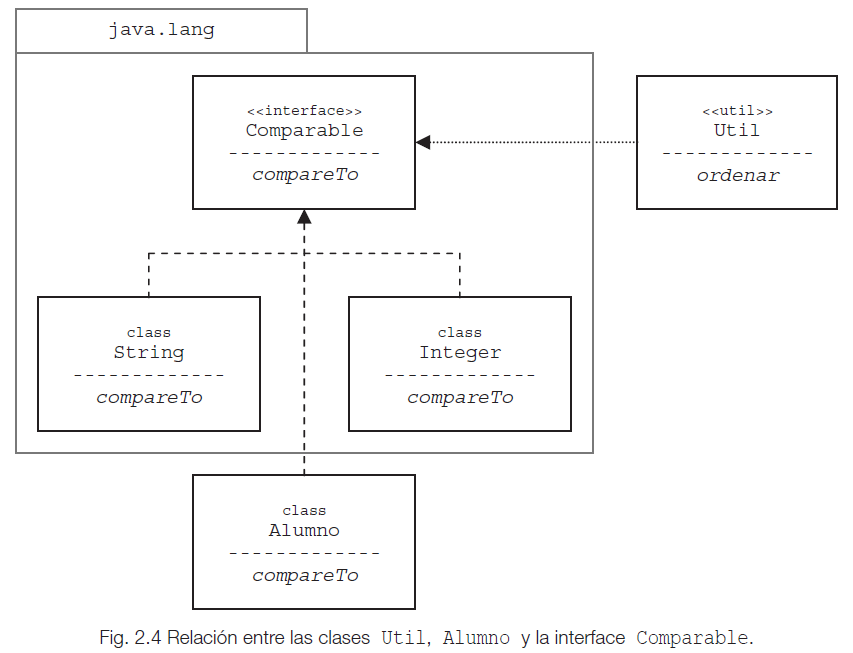 java.lang
<<interface>>
Comparable
compareTo
<<util>>
Util
ordenar
class
String
compareTo
class
Integer
compareTo
class
Alumno
compareTo
Fig. 2.4 Relación entre las clases Util, Alumno y la interface Comparable.